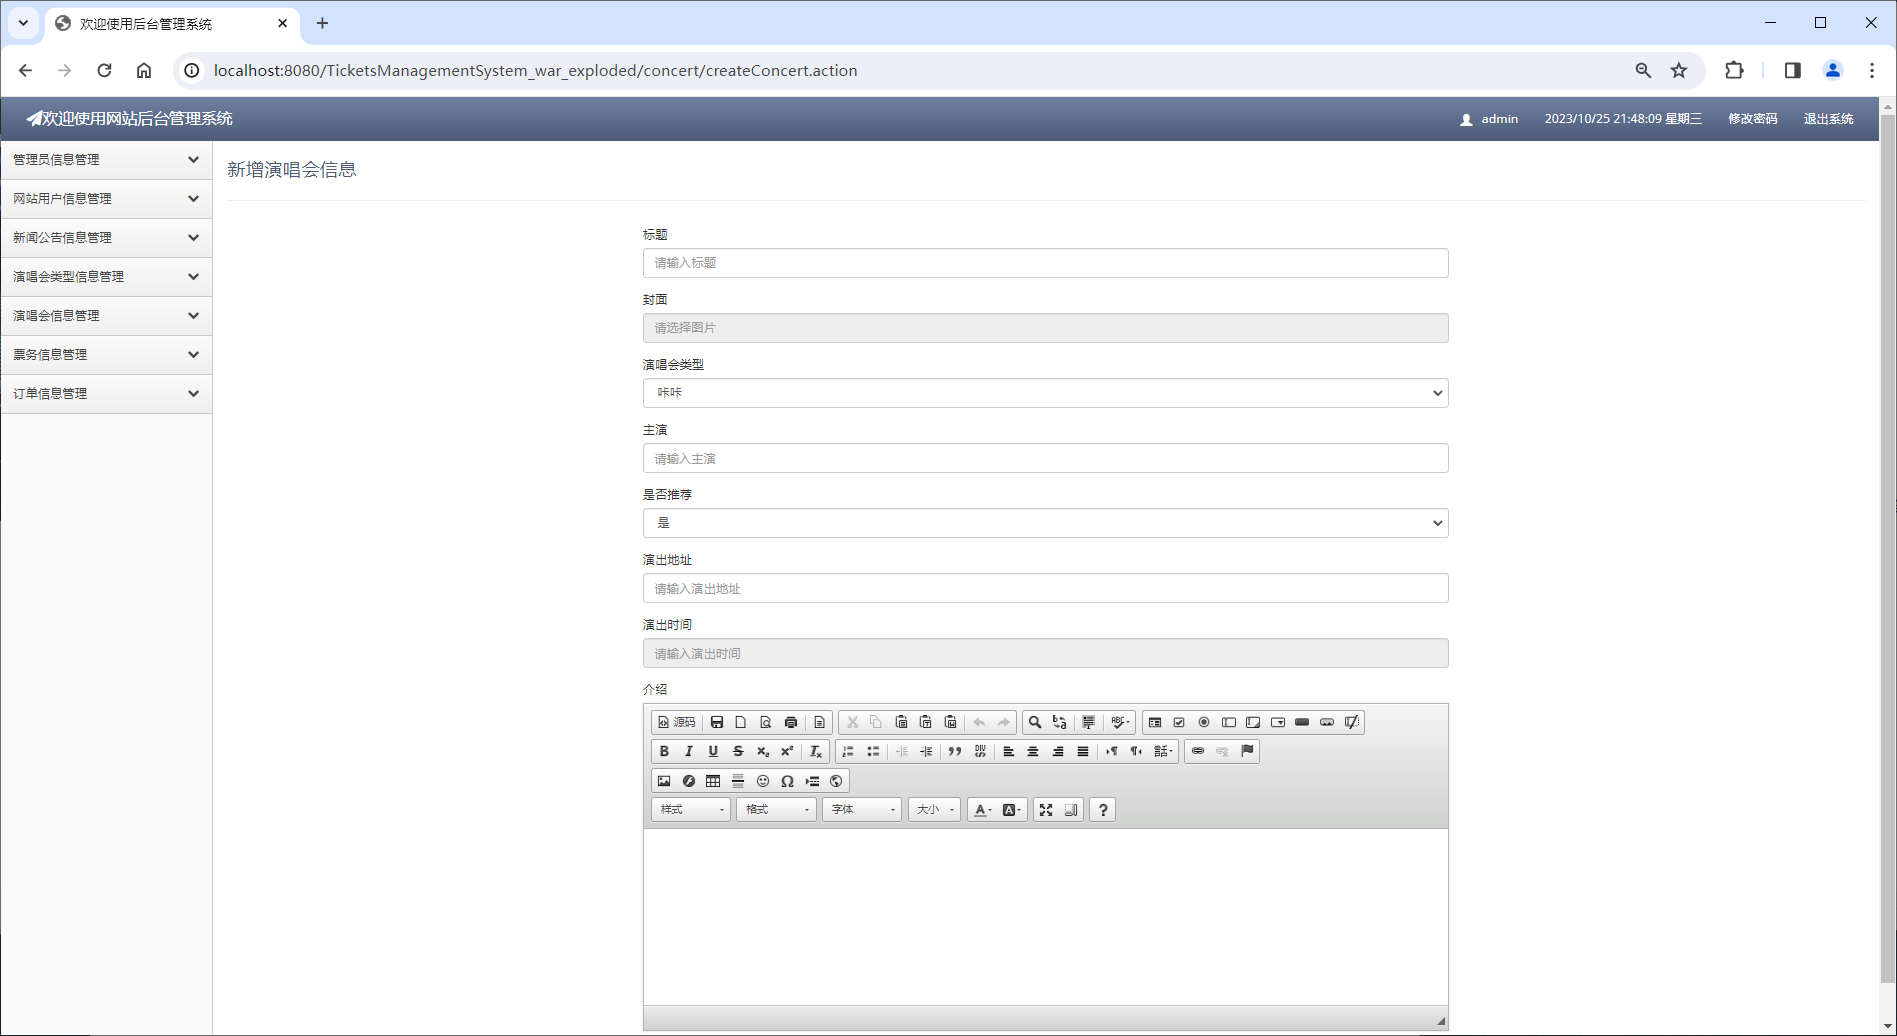 欢迎使用后台管理系统
localhost:8080/TicketsManagementSystem_war_exploded/concert/createConcert.action
欢迎使用网站后台管理系统
admin 2023/10/25 21:48:09 星期三 修改密码 退出系统
管理员信息管理
网站用户信息管理
新闻公告信息管理
演唱会类型信息管理
演唱会信息管理
票务信息管理
订单信息管理
新增演唱会信息
标题
请输入标题
封面
请选择图片
演唱会类型
咔咔
主演
请输入主演
是否推荐
是
演出地址
请输入演出地址
演出时间
请输入演出时间
介绍
源码
样式 格式 字体 大小